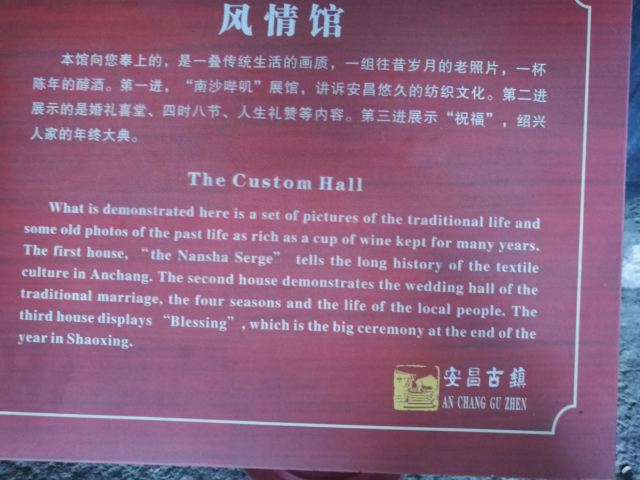 风情馆
本馆向您奉上的，是一叠传统生活的画质，一组往昔岁月的老照片，一杯
陈年的醇酒。第一进，“南沙哔叽”展馆，讲诉安昌悠久的纺织文化。第二进
展示的是婚礼喜堂、四时八节、人生礼赞等内容。第三进展示“祝福”，绍兴
人家的年终大典。
The Custom Hall
What is demonstrated here is a set of pictures of the traditional life and
some old photos of the past life as rich as a cup of wine kept for many years.
The first house, “the Nansha Serge” tells the long history of the textile
culture in Anchang. The second house demonstrates the wedding hall of the
traditional marriage, the four seasons and the life of the local people. The
third house displays “Blessing”, which is the big ceremony at the end of the
year in Shaoxing.
安昌古鎮
AN CHANG GU ZHEN